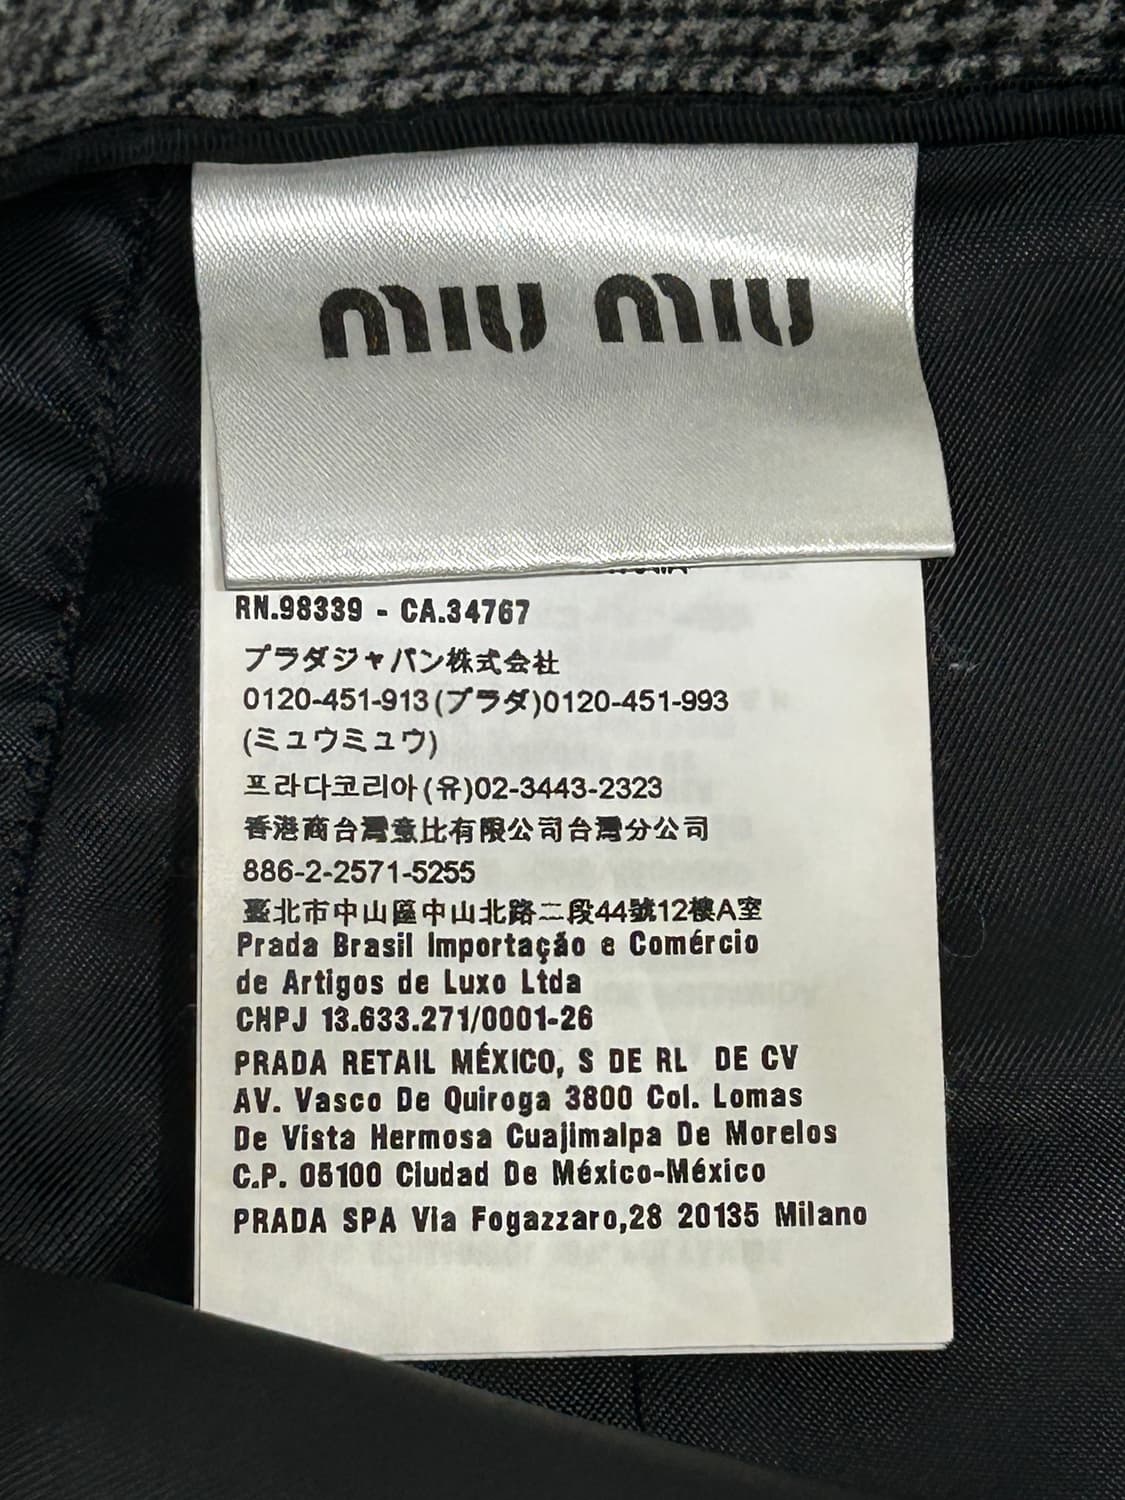 miu miu
RN.98339 - CA.34767
プラダジャパン株式会社
0120-451-913(プラダ)0120-451-993
(ミュウミュウ)
프라다코리아(유)02-3443-2323
香港商台灣意比有限公司台灣分公司
886-2-2571-5255
臺北市中山區中山北路二段44號12樓A室
Prada Brasil Importação e Comércio
de Artigos de Luxo Ltda
CNPJ 13.633.271/0001-26
PRADA RETAIL MÉXICO, S DE RL DE CV
AV. Vasco De Quiroga 3800 Col. Lomas
De Vista Hermosa Cuajimalpa De Morelos
C.P. 05100 Ciudad De México-México
PRADA SPA Via Fogazzaro,28 20135 Milano